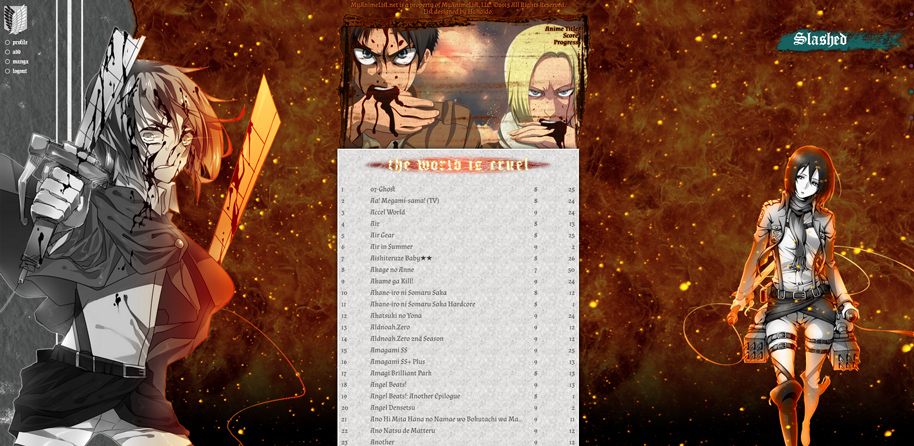 MyAnimeList.net is a property of MyAnimeList, LLC. ©2015 All Rights Reserved.
profile
add
manga
logout
Anime Title
Score
Progress
Slashed
the world is cruel
1 07-Ghost 8 25
2 Aa! Megami-sama! (TV) 8 24
3 Accel World 9 24
4 Air 8 13
5 Air Gear 8 25
6 Air in Summer 9 2
7 Aishiteruze Baby★★ 8 26
8 Akage no Anne 7 50
9 Akame ga Kill! 9 24
10 Akane-iro ni Somaru Saka 8 12
11 Akane-iro ni Somaru Saka Hardcore 8 1
12 Akatsuki no Yona 9 24
13 Aldnoah.Zero 9 12
14 Aldnoah.Zero 2nd Season 9 12
15 Amagami SS 9 25
16 Amagami SS+ Plus 9 13
17 Amagi Brilliant Park 8 13
18 Angel Beats! 9 13
19 Angel Beats!: Another Epilogue 8 1
20 Angel Densetsu 9 2
21 Ano Hi Mita Hana no Namae wo Bokutachi wa Ma... 9 11
22 Ano Natsu de Matteru 9 12
23 Another 9 12